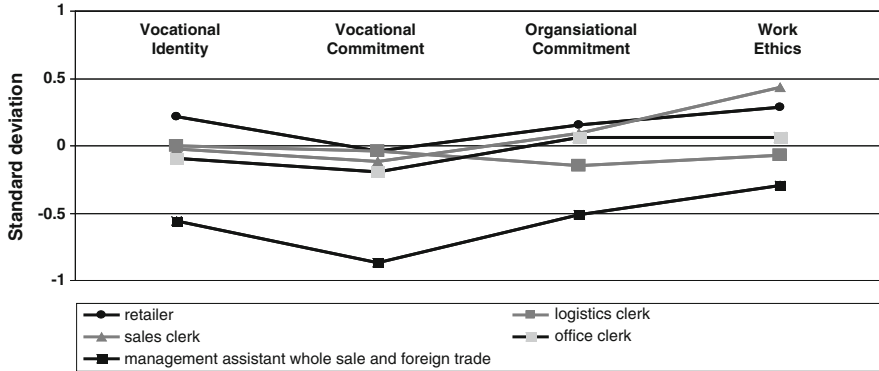 1
Vocational Identity
Vocational Commitment
Organsiational Commitment
Work Ethics
0.5
0
-0.5
-1
Standard deviation
retailer
logistics clerk
sales clerk
office clerk
management assistant whole sale and foreign trade